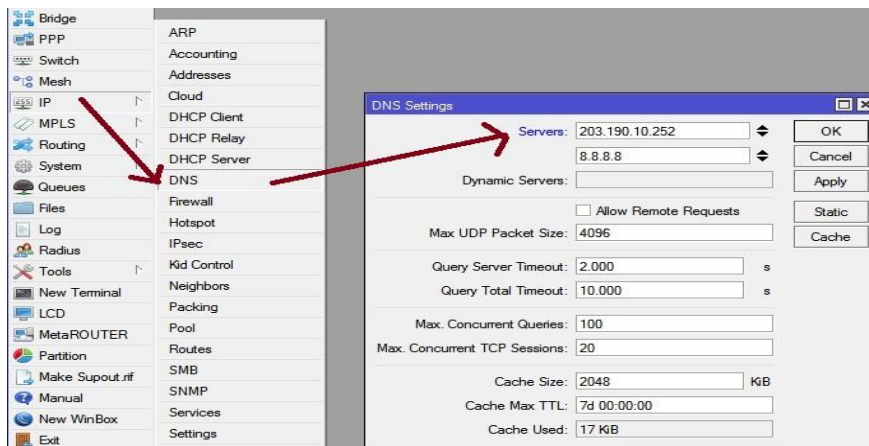 Bridge
PPP
Switch
Mesh
IP
MPLS
Routing
System
Queues
Files
Log
Radius
Tools
New Terminal
LCD
MetaROUTER
Partition
Make Supout.rif
Manual
New WinBox
Exit
ARP
Accounting
Addresses
Cloud
DHCP Client
DHCP Relay
DHCP Server
DNS
Firewall
Hotspot
IPsec
Kid Control
Neighbors
Packing
Pool
Routes
SMB
SNMP
Services
Settings
DNS Settings
Servers: 203.190.10.252
8.8.8.8
Dynamic Servers:
Allow Remote Requests
Max UDP Packet Size: 4096
Query Server Timeout: 2.000 s
Query Total Timeout: 10.000 s
Max. Concurrent Queries: 100
Max. Concurrent TCP Sessions: 20
Cache Size: 2048 KiB
Cache Max TTL: 7d 00:00:00
Cache Used: 17 KiB
OK
Cancel
Apply
Static
Cache